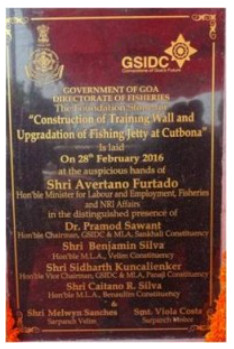 GSIDC
GOVERNMENT OF GOA
DIRECTORATE OF FISHERIES
The Foundation Stone for
"Construction of Training Wall and
Upgradation of Fishing Jetty at Cutbona"
Is laid
On 28th February 2016
at the auspicious hands of
Shri Avertano Furtado
Hon'ble Minister for Labour and Employment, Fisheries
and NRI Affairs
in the distinguished presence of
Dr. Pramod Sawant
Hon'ble Chairman, GSIDC & MLA, Sankhali Constituency
Shri Benjamin Silva
Hon'ble M.L.A., Velim Constituency
Shri Sidharth Kuncalienker
Hon'ble Vice Chairman, GSIDC & MLA, Panaji Constituency
Shri Caitano R. Silva
Hon'ble M.L.A., Benaulim Constituency
&
Shri Melwyn Sanches Smt. Viola Costa
Sarpanch Velim Sarpanch